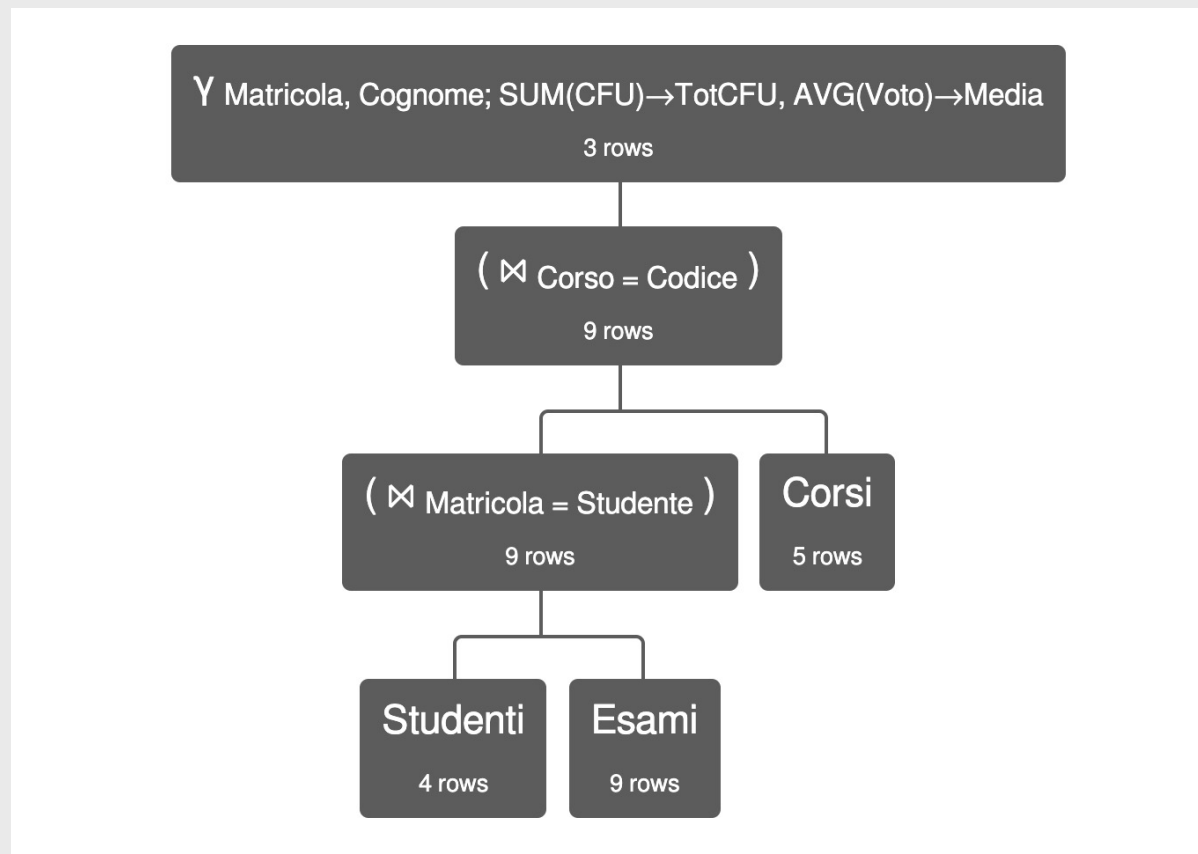 γ Matricola, Cognome; SUM(CFU)→TotCFU, AVG(Voto)→Media
3 rows
( ⋈ Corso = Codice )
9 rows
( ⋈ Matricola = Studente )
9 rows
Corsi
5 rows
Studenti
4 rows
Esami
9 rows